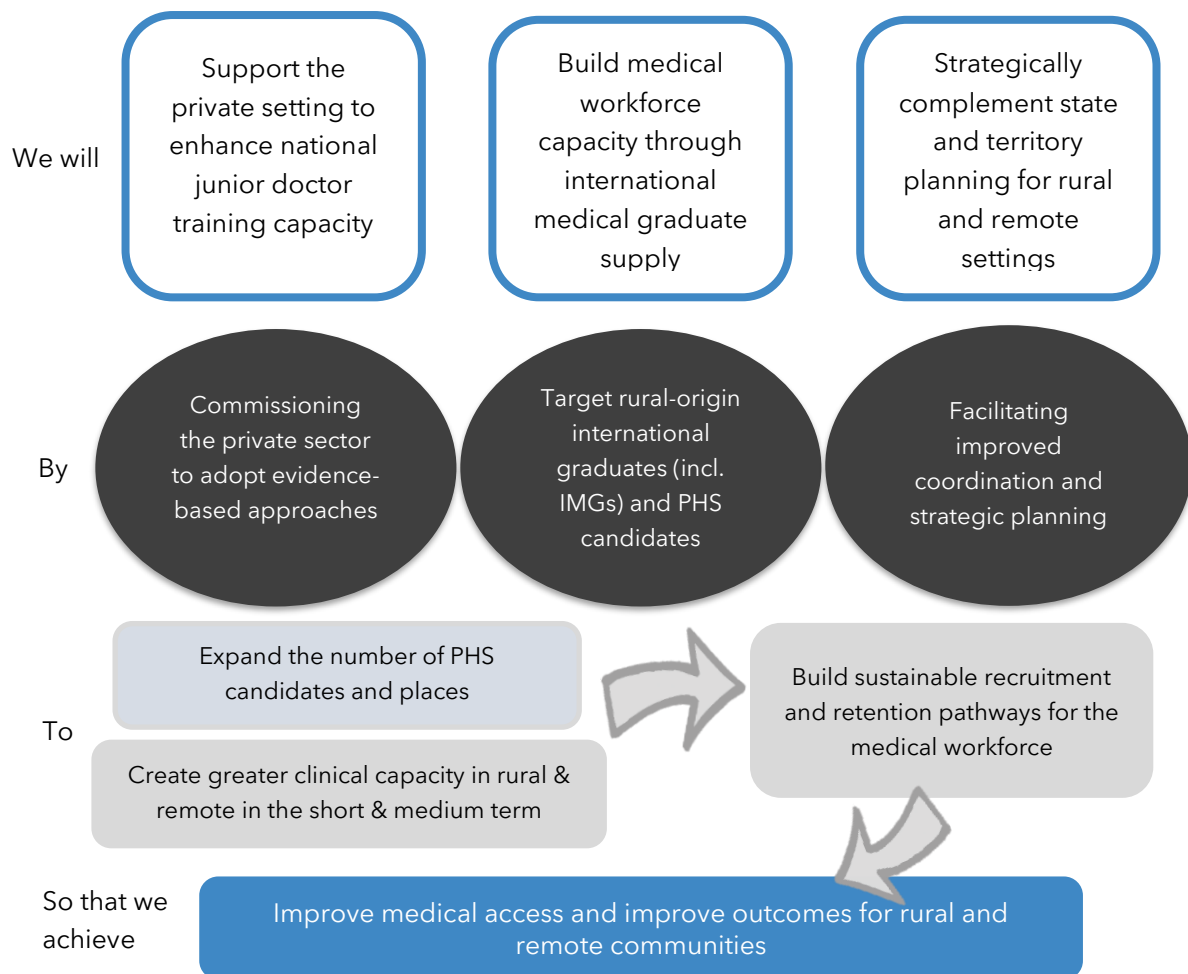 We will
Support the
private setting to
enhance national
junior doctor
training capacity
Build medical
workforce
capacity through
international
medical graduate
supply
Strategically
complement state
and territory
planning for rural
and remote
settings
By
Commissioning
the private sector
to adopt evidence-
based approaches
Target rural-origin
international
graduates (incl.
IMGs) and PHS
candidates
Facilitating
improved
coordination and
strategic planning
To
Expand the number of PHS
candidates and places
Create greater clinical capacity in rural &
remote in the short & medium term
Build sustainable recruitment
and retention pathways for the
medical workforce
So that we
achieve
Improve medical access and improve outcomes for rural and
remote communities